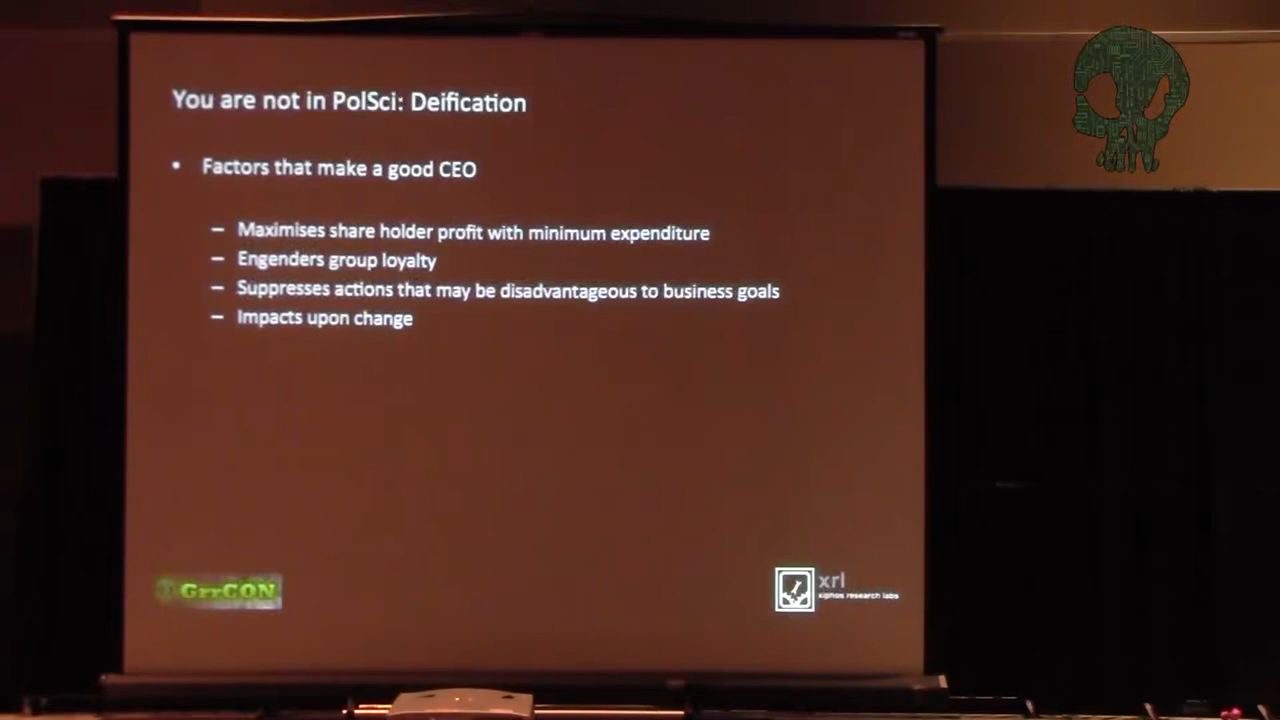 You are not in PolSci: Deification
• Factors that make a good CEO
– Maximises share holder profit with minimum expenditure
– Engenders group loyalty
– Suppresses actions that may be disadvantageous to business goals
– Impacts upon change
GrrCON
xrl
xiphos research labs